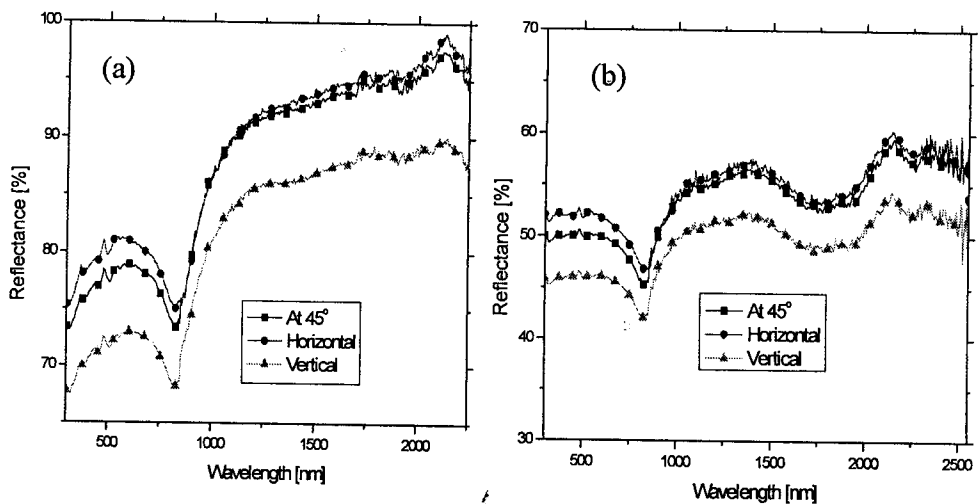 (a)
Reflectance [%]
100
90
80
70
At 45°
Horizontal
Vertical
500
1000
1500
2000
Wavelength [nm]
(b)
Reflectance [%]
70
60
50
40
30
At 45°
Horizontal
Vertical
500
1000
1500
2000
2500
Wavelength [nm]